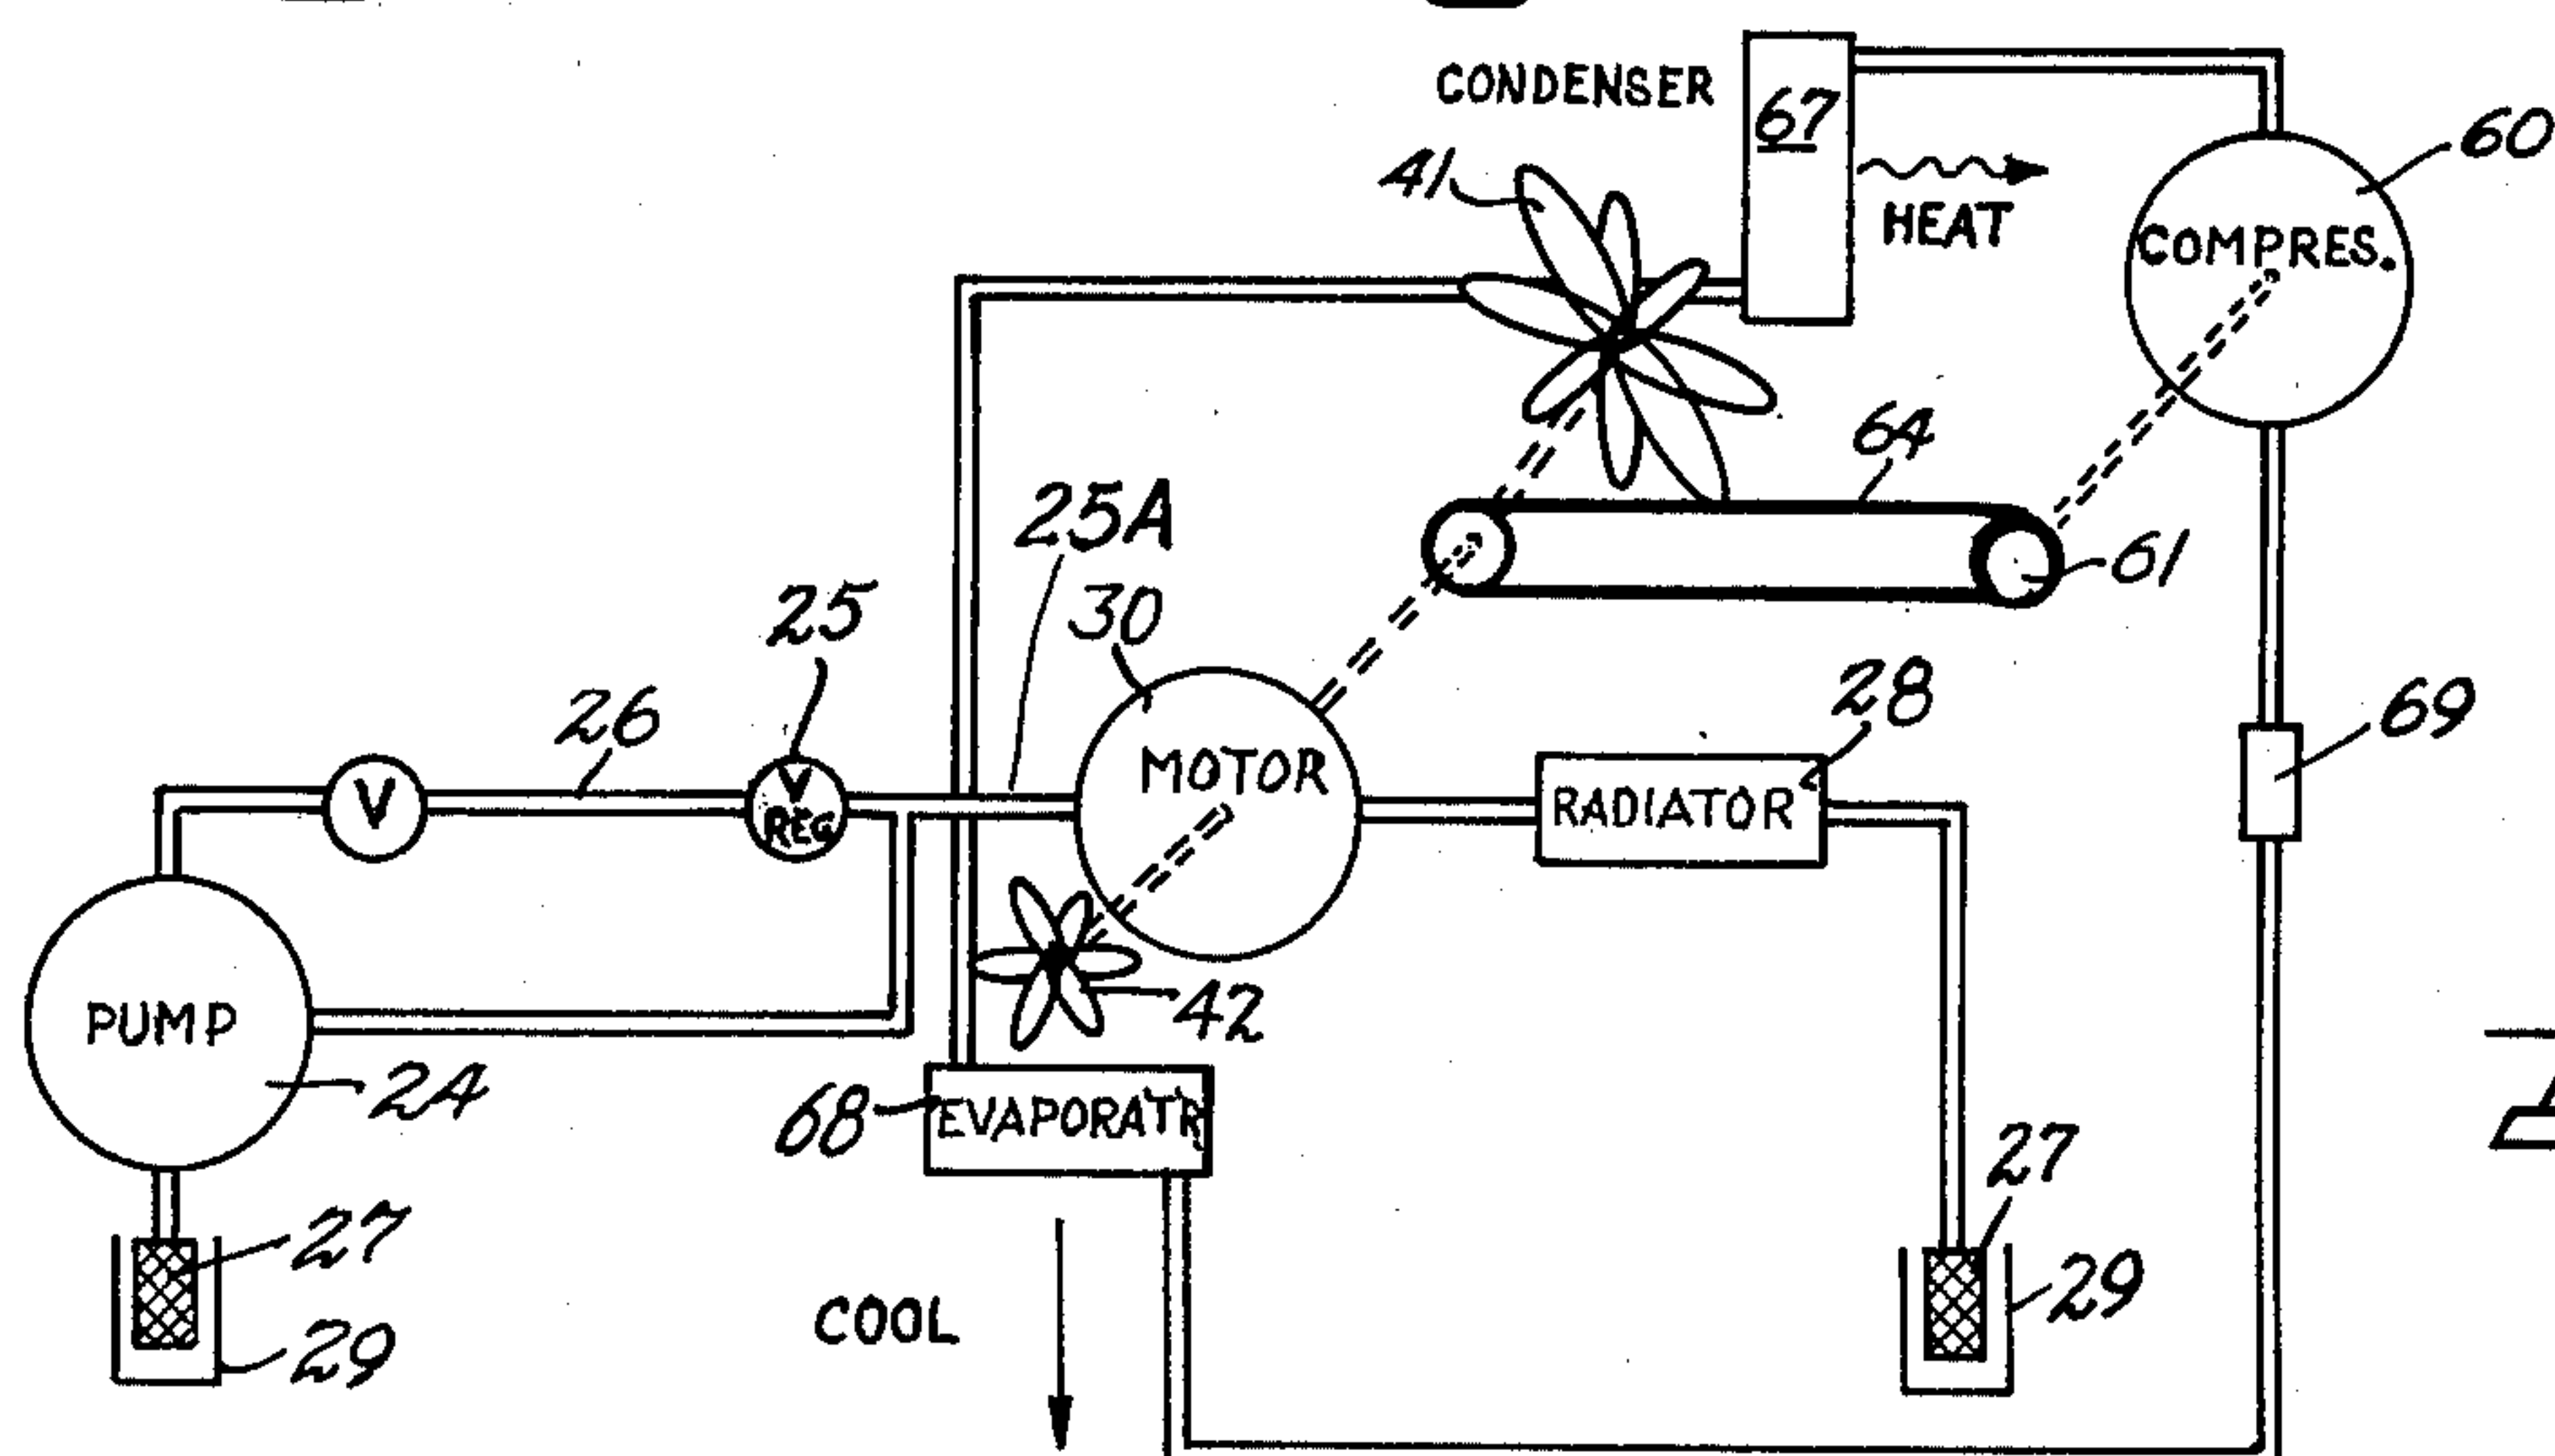 CONDENSER
67
60
41
HEAT
COMPRES.
64
25A
61
25
30
28
26
69
V
V
REG
MOTOR
RADIATOR
PUMP
42
24
68
EVAPORAT'R
27
27
29
COOL
29